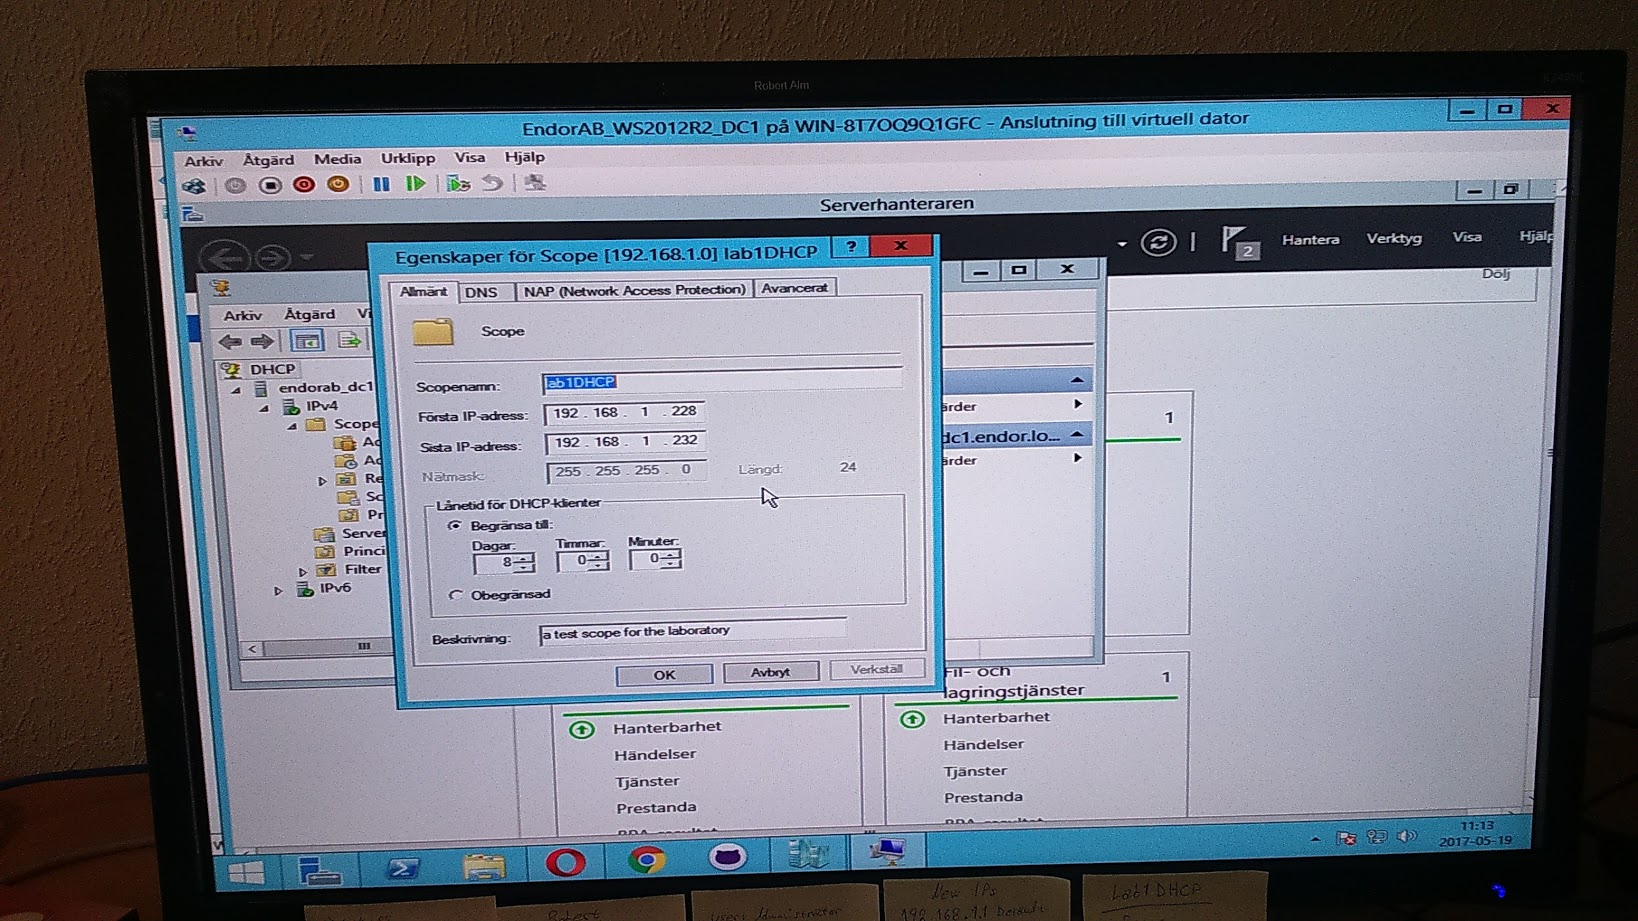 Robert Alm
EndorAB_WS2012R2_DC1 på WIN-8T7OQ9Q1GFC - Anslutning till virtuell dator
Arkiv Åtgärd Media Urklipp Visa Hjälp
Serverhanteraren
2 Hantera Verktyg Visa Hjälp
Dölj
Egenskaper för Scope [192.168.1.0] lab1DHCP ?
Allmänt DNS NAP (Network Access Protection) Avancerat
Scope
Scopenamn: lab1DHCP
Första IP-adress: 192 . 168 . 1 . 228
Sista IP-adress: 192 . 168 . 1 . 232
Nätmask: 255 . 255 . 255 . 0 Längd: 24
Lånetid för DHCP-klienter
Begränsa till:
Dagar: Timmar: Minuter:
8 0 0
Obegränsad
Beskrivning: a test scope for the laboratory
OK Avbryt Verkställ
Arkiv Åtgärd Vi
DHCP
endorab_dc1
IPv4
Scope
Ad
Ad
Re
Sc
Pr
Server
Princi
Filter
IPv6
ärder
dc1.endor.lo...
ärder
1
Fil- och
lagringstjänster 1
Hanterbarhet
Händelser
Tjänster
Prestanda
Hanterbarhet
Händelser
Tjänster
Prestanda
11:13
2017-05-19
New IPs
192.168.1.1 Default
Lab1DHCP
Robert
User: Administrator